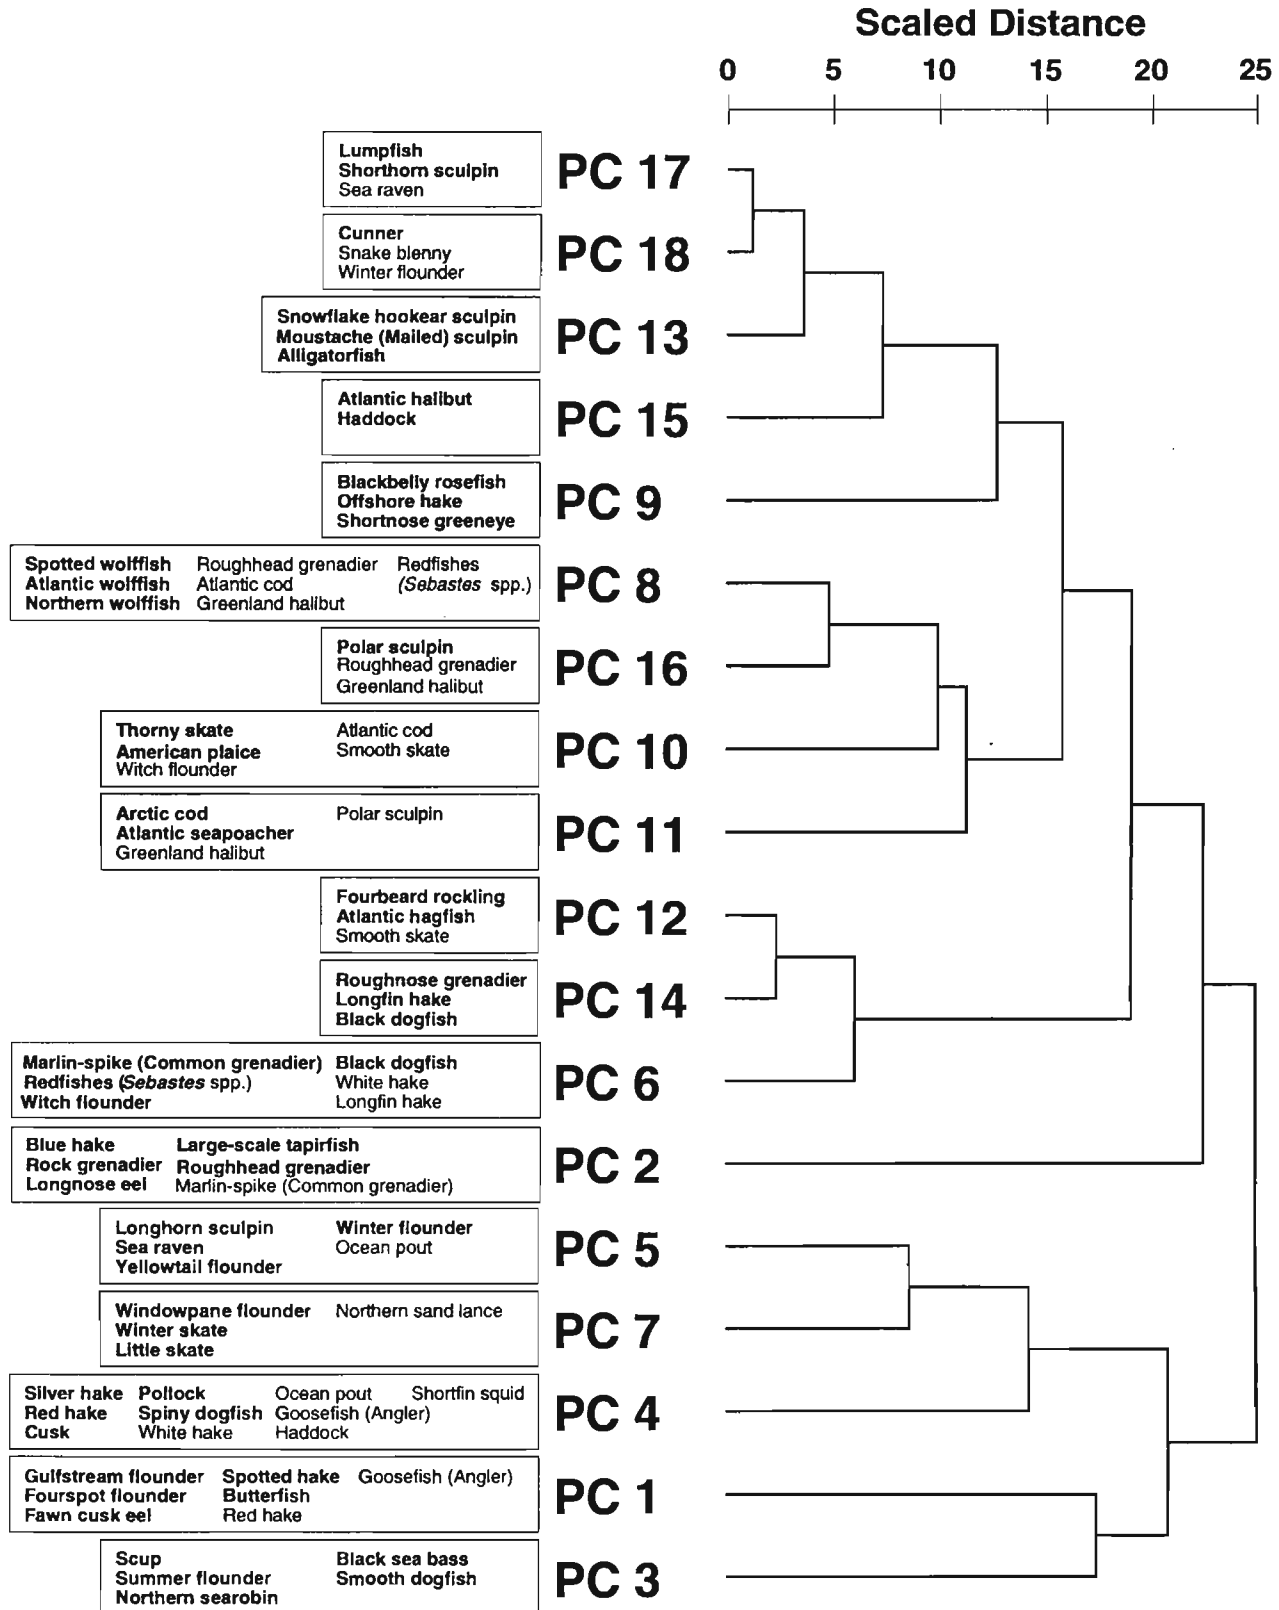 Scaled Distance
0 5 10 15 20 25
Lumpfish
Shorthorn sculpin
Sea raven
PC 17
Cunner
Snake blenny
Winter flounder
PC 18
Snowflake hookear sculpin
Moustache (Mailed) sculpin
Alligatorfish
PC 13
Atlantic halibut
Haddock
PC 15
Blackbelly rosefish
Offshore hake
Shortnose greeneye
PC 9
Spotted wolffish Roughhead grenadier Redfishes
Atlantic wolffish Atlantic cod (Sebastes spp.)
Northern wolffish Greenland halibut
PC 8
Polar sculpin
Roughhead grenadier
Greenland halibut
PC 16
Thorny skate Atlantic cod
American plaice Smooth skate
Witch flounder
PC 10
Arctic cod Polar sculpin
Atlantic seapoacher
Greenland halibut
PC 11
Fourbeard rockling
Atlantic hagfish
Smooth skate
PC 12
Roughnose grenadier
Longfin hake
Black dogfish
PC 14
Marlin-spike (Common grenadier) Black dogfish
Redfishes (Sebastes spp.) White hake
Witch flounder Longfin hake
PC 6
Blue hake Large-scale tapirfish
Rock grenadier Roughhead grenadier
Longnose eel Marlin-spike (Common grenadier)
PC 2
Longhorn sculpin Winter flounder
Sea raven Ocean pout
Yellowtail flounder
PC 5
Windowpane flounder Northern sand lance
Winter skate
Little skate
PC 7
Silver hake Pollock Ocean pout Shortfin squid
Red hake Spiny dogfish Goosefish (Angler)
Cusk White hake Haddock
PC 4
Gulfstream flounder Spotted hake Goosefish (Angler)
Fourspot flounder Butterfish
Fawn cusk eel Red hake
PC 1
Scup Black sea bass
Summer flounder Smooth dogfish
Northern searobin
PC 3